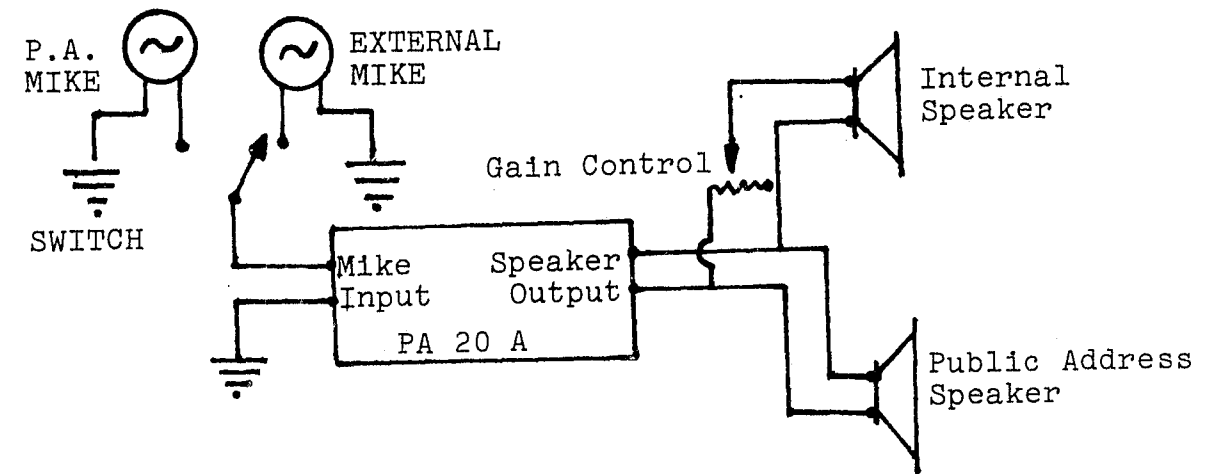 P.A.
MIKE
EXTERNAL
MIKE
Internal
Speaker
Gain Control
SWITCH
Mike
Input
Speaker
Output
PA 20 A
Public Address
Speaker